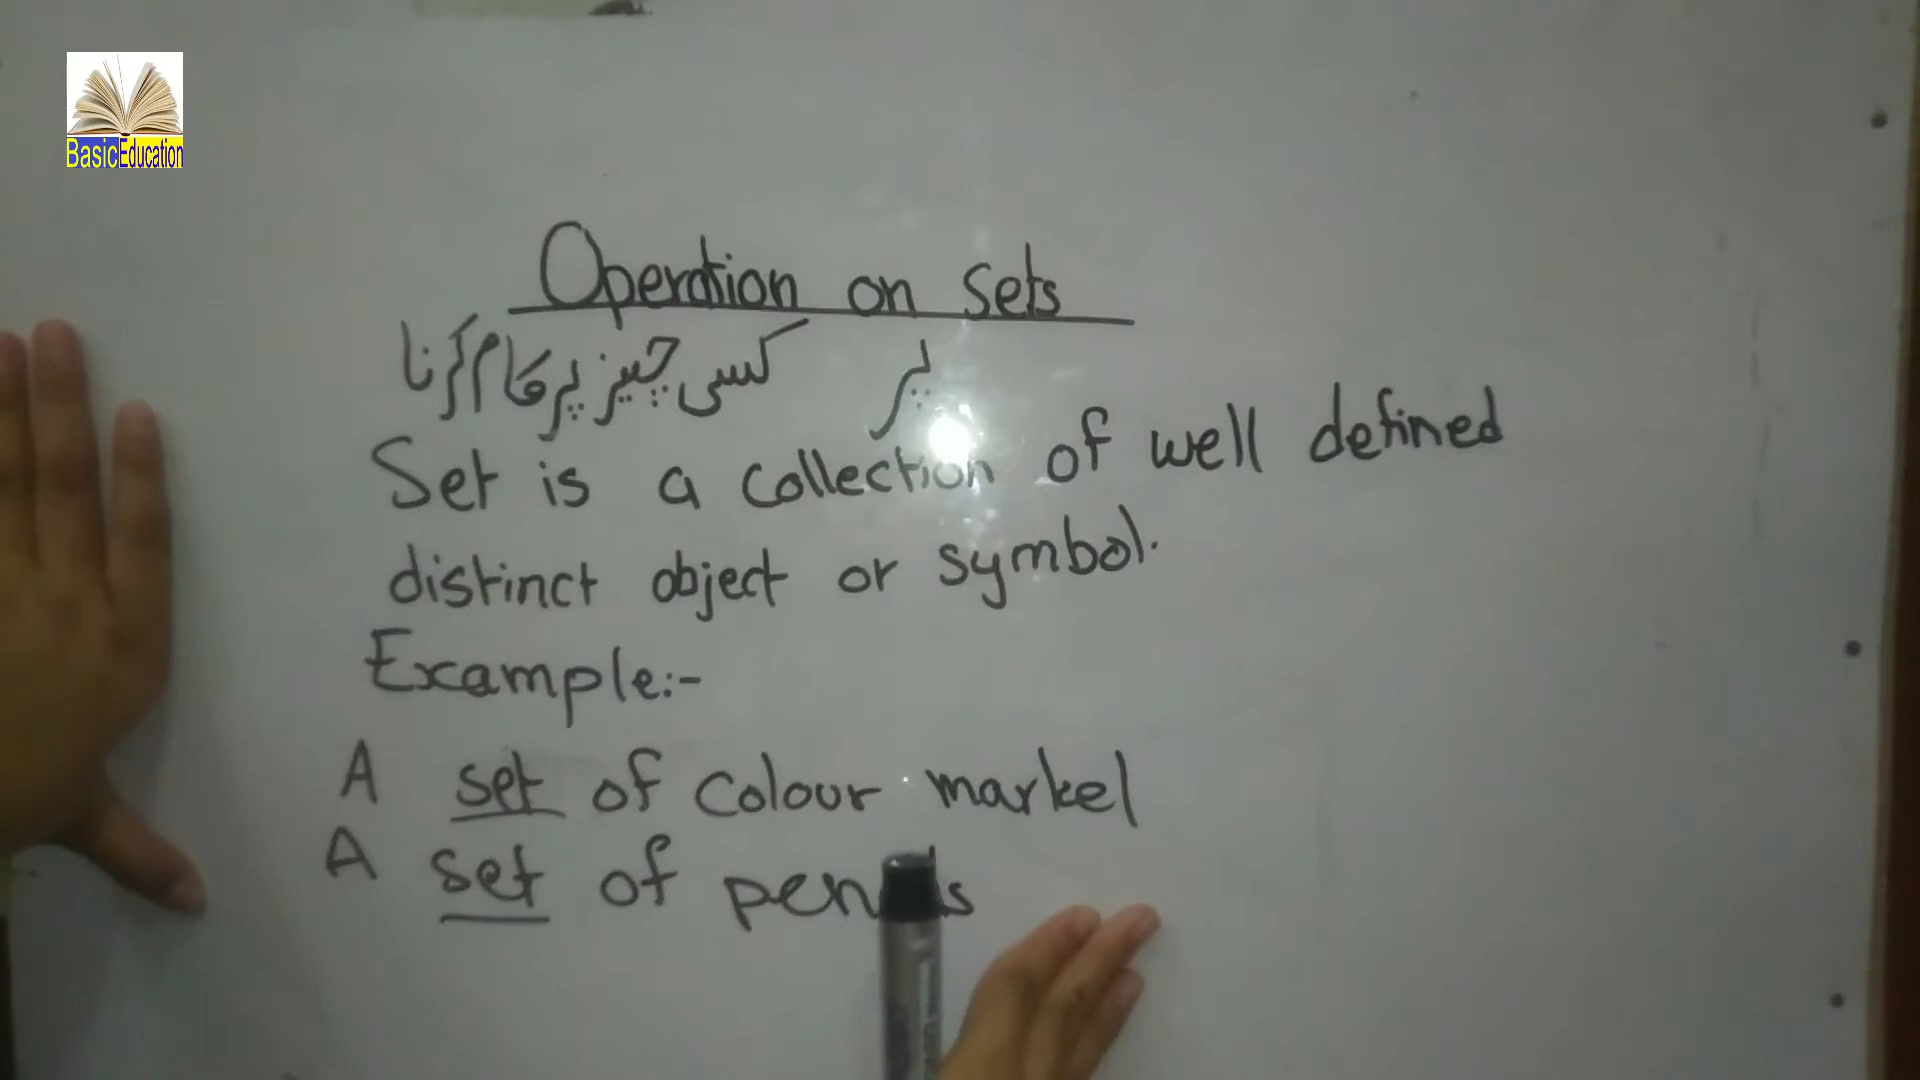 BasicEducation
Operation on Sets
کسی چیز پر کام کرنا پر
Set is a collection of well defined
distinct object or symbol.
Example:-
A set of colour markel
A set of